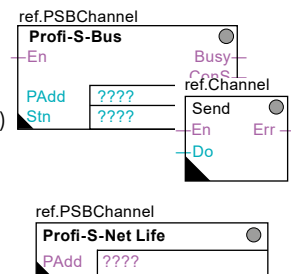 ref.PSBChannel
Profi-S-Bus
En Busy
ConS
PAdd ????
) Stn ????
ref.Channel
Send
En Err
Do
ref.PSBChannel
Profi-S-Net Life
PAdd ????